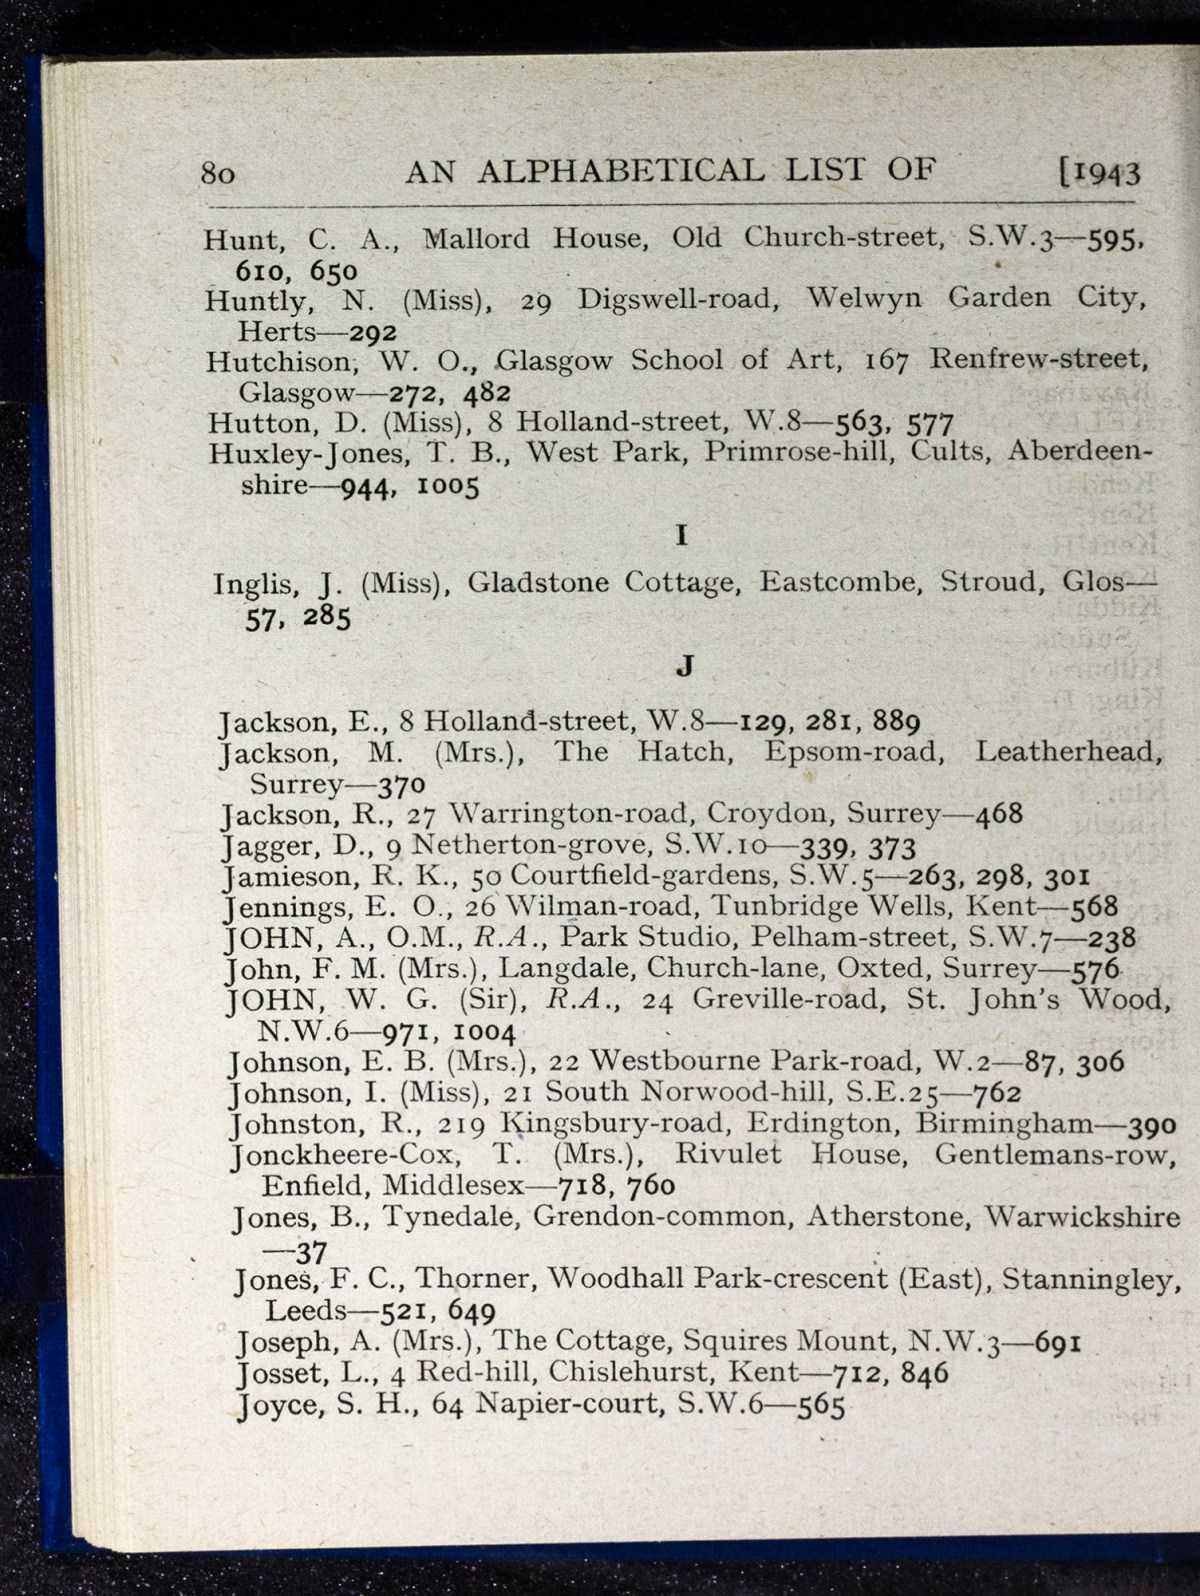 80 AN ALPHABETICAL LIST OF [1943
Hunt, C. A., Mallord House, Old Church-street, S.W.3—595,
610, 650
Huntly, N. (Miss), 29 Digswell-road, Welwyn Garden City,
Herts—292
Hutchison, W. O., Glasgow School of Art, 167 Renfrew-street,
Glasgow—272, 482
Hutton, D. (Miss), 8 Holland-street, W.8—563, 577
Huxley-Jones, T. B., West Park, Primrose-hill, Cults, Aberdeen-
shire—944, 1005
I
Inglis, J. (Miss), Gladstone Cottage, Eastcombe, Stroud, Glos—
57, 285
J
Jackson, E., 8 Holland-street, W.8—129, 281, 889
Jackson, M. (Mrs.), The Hatch, Epsom-road, Leatherhead,
Surrey—370
Jackson, R., 27 Warrington-road, Croydon, Surrey—468
Jagger, D., 9 Netherton-grove, S.W.10—339, 373
Jamieson, R. K., 50 Courtfield-gardens, S.W.5—263, 298, 301
Jennings, E. O., 26 Wilman-road, Tunbridge Wells, Kent—568
JOHN, A., O.M., R.A., Park Studio, Pelham-street, S.W.7—238
John, F. M. (Mrs.), Langdale, Church-lane, Oxted, Surrey—576
JOHN, W. G. (Sir), R.A., 24 Greville-road, St. John's Wood,
N.W.6—971, 1004
Johnson, E. B. (Mrs.), 22 Westbourne Park-road, W.2—87, 306
Johnson, I. (Miss), 21 South Norwood-hill, S.E.25—762
Johnston, R., 219 Kingsbury-road, Erdington, Birmingham—390
Jonckheere-Cox, T. (Mrs.), Rivulet House, Gentlemans-row,
Enfield, Middlesex—718, 760
Jones, B., Tynedale, Grendon-common, Atherstone, Warwickshire
—37
Jones, F. C., Thorner, Woodhall Park-crescent (East), Stanningley,
Leeds—521, 649
Joseph, A. (Mrs.), The Cottage, Squires Mount, N.W.3—691
Josset, L., 4 Red-hill, Chislehurst, Kent—712, 846
Joyce, S. H., 64 Napier-court, S.W.6—565